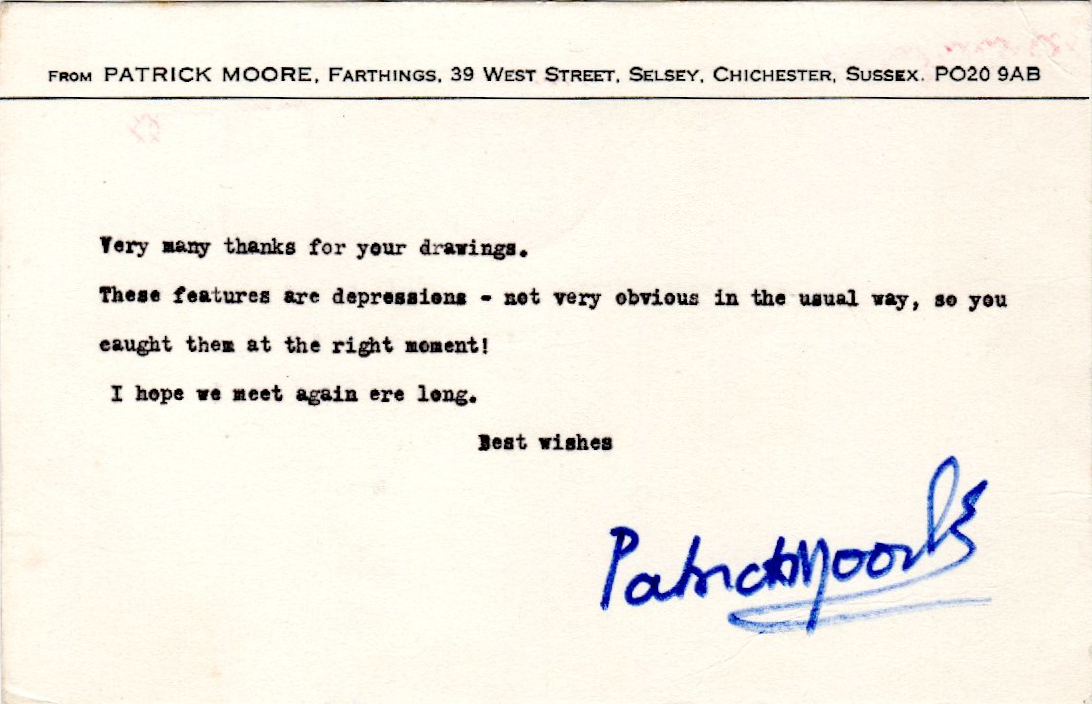 FROM PATRICK MOORE, FARTHINGS, 39 WEST STREET, SELSEY, CHICHESTER, SUSSEX. PO20 9AB
Very many thanks for your drawings.
These features are depressions - not very obvious in the usual way, so you
caught them at the right moment!
I hope we meet again ere long.
Best wishes
Patrick Moore